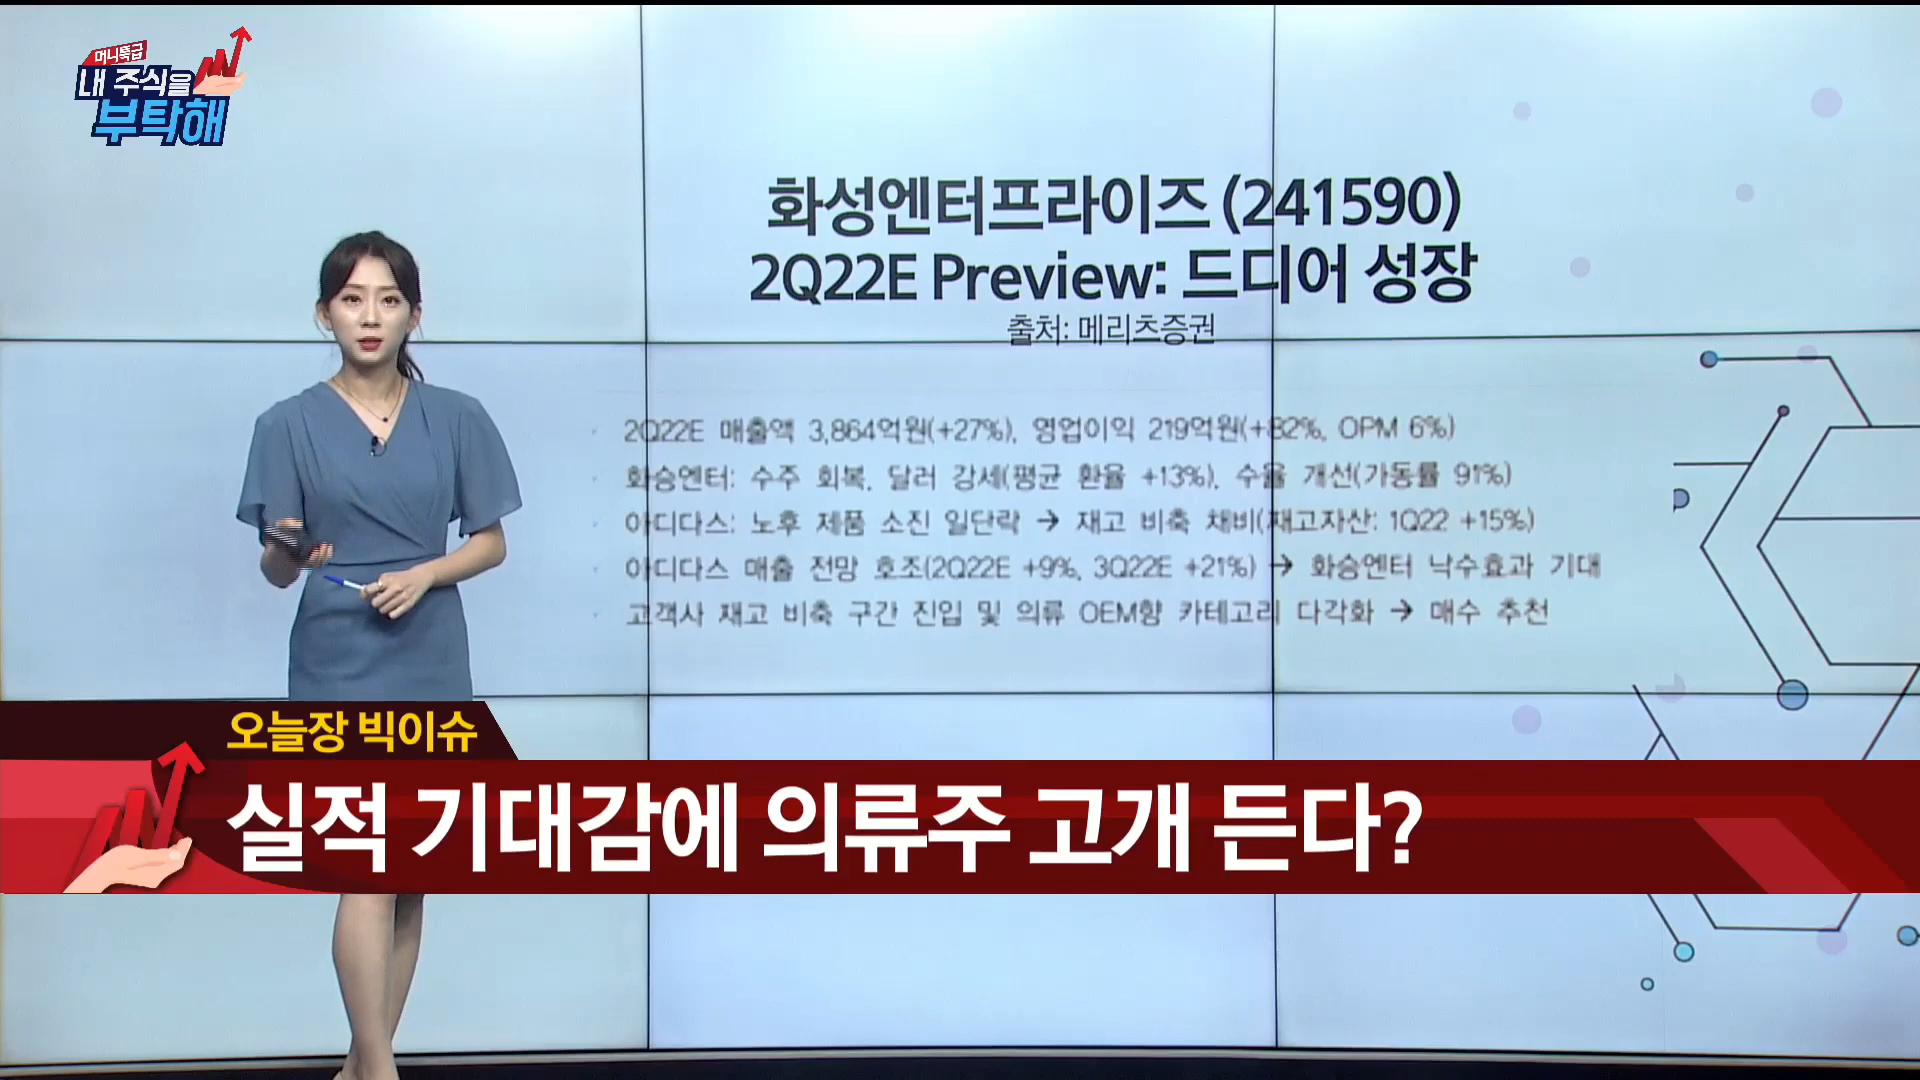 머니뚝급
내 주식을
부탁해
화성엔터프라이즈 (241590)
2Q22E Preview: 드디어 성장
출처: 메리츠증권
· 2Q22E 매출액 3,864억원(+27%), 영업이익 219억원(+82%, OPM 6%)
· 화승엔터: 수주 회복, 달러 강세(평균 환율 +13%), 수율 개선(가동률 91%)
· 아디다스: 노후 제품 소진 일단락 → 재고 비축 채비(재고자산: 1Q22 +15%)
· 아디다스 매출 전망 호조(2Q22E +9%, 3Q22E +21%) → 화승엔터 낙수효과 기대
· 고객사 재고 비축 구간 진입 및 의류 OEM향 카테고리 다각화 → 매수 추천
오늘장 빅이슈
실적 기대감에 의류주 고개 든다?